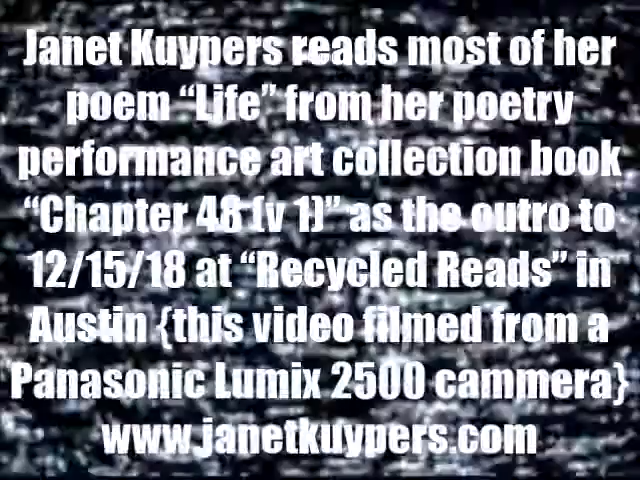 Janet Kuypers reads most of her
poem “Life” from her poetry
performance art collection book
“Chapter 48 (v 1)” as the outro to
12/15/18 at “Recycled Reads” in
Austin {this video filmed from a
Panasonic Lumix 2500 cammera}
www.janetkuypers.com